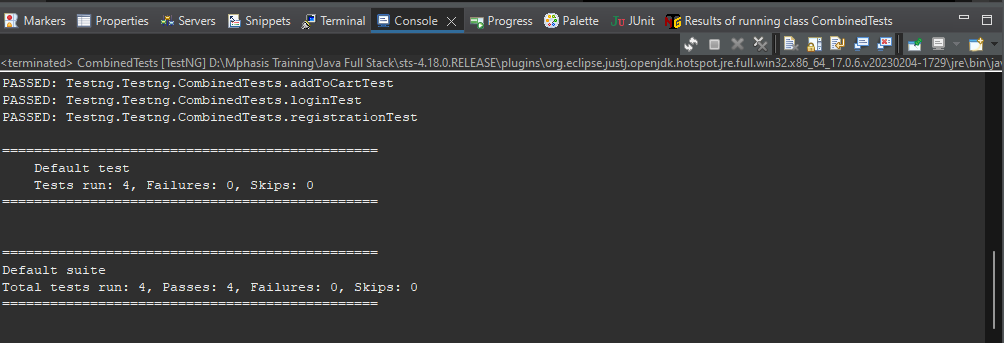 Markers Properties Servers Snippets Terminal Console Progress Palette JUnit Results of running class CombinedTests
<terminated> CombinedTests [TestNG] D:\Mphasis Training\Java Full Stack\sts-4.18.0.RELEASE\plugins\org.eclipse.justj.openjdk.hotspot.jre.full.win32.x86_64_17.0.6.v20230204-1729\jre\bin\jav
PASSED: Testng.Testng.CombinedTests.addToCartTest
PASSED: Testng.Testng.CombinedTests.loginTest
PASSED: Testng.Testng.CombinedTests.registrationTest
===============================================
Default test
Tests run: 4, Failures: 0, Skips: 0
===============================================
===============================================
Default suite
Total tests run: 4, Passes: 4, Failures: 0, Skips: 0
===============================================